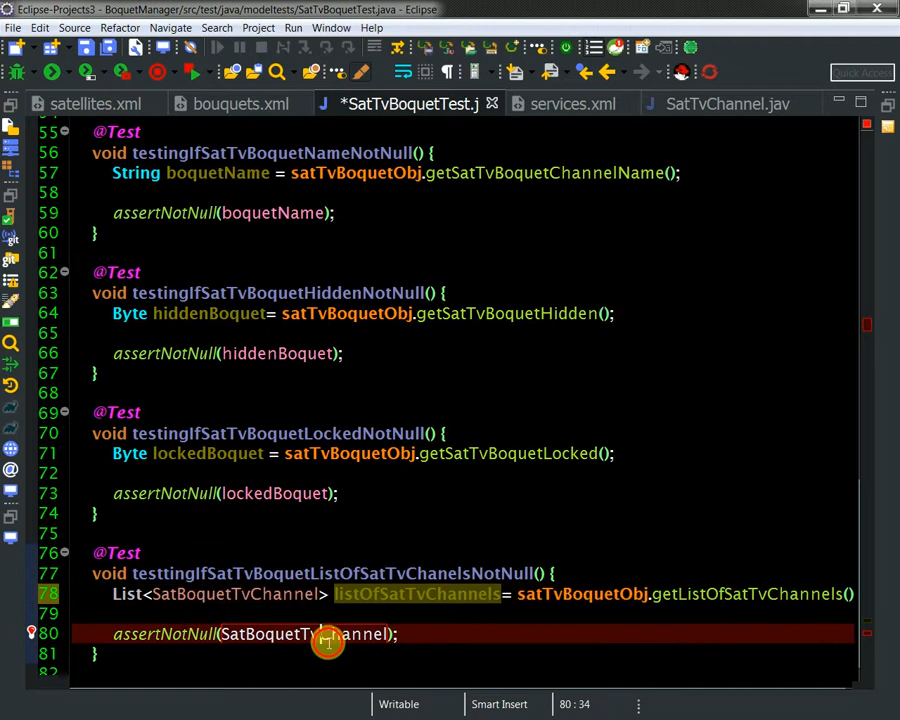 Eclipse-Projects3 - BoquetManager/src/test/java/modeltests/SatTvBoquetTest.java - Eclipse
File Edit Source Refactor Navigate Search Project Run Window Help
Quick Access
satellites.xml bouquets.xml *SatTvBoquetTest.j services.xml SatTvChannel.jav
55 @Test
56 void testingIfSatTvBoquetNameNotNull() {
57 String boquetName = satTvBoquetObj.getSatTvBoquetChannelName();
58
59 assertNotNull(boquetName);
60 }
61
62 @Test
63 void testingIfSatTvBoquetHiddenNotNull() {
64 Byte hiddenBoquet= satTvBoquetObj.getSatTvBoquetHidden();
65
66 assertNotNull(hiddenBoquet);
67 }
68
69 @Test
70 void testingIfSatTvBoquetLockedNotNull() {
71 Byte lockedBoquet = satTvBoquetObj.getSatTvBoquetLocked();
72
73 assertNotNull(lockedBoquet);
74 }
75
76 @Test
77 void testtingIfSatTvBoquetListOfSatTvChanelsNotNull() {
78 List<SatBoquetTvChannel> listOfSatTvChannels= satTvBoquetObj.getListOfSatTvChannels()
79
80 assertNotNull(SatBoquetTvChannel);
81 }
82
Writable Smart Insert 80 : 34